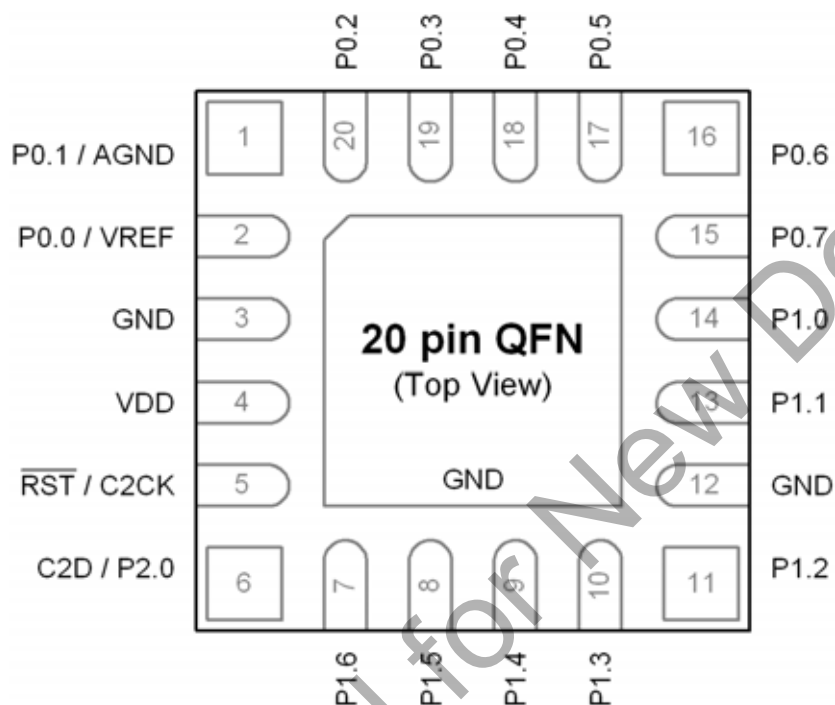 P0.2 P0.3 P0.4 P0.5
1 20 19 18 17 16
P0.1 / AGND P0.6
P0.0 / VREF 2 15 P0.7
GND 3 14 P1.0
20 pin QFN
(Top View)
VDD 4 13 P1.1
RST / C2CK 5 GND 12 GND
C2D / P2.0 P1.2
6 7 8 9 10 11
P1.6 P1.5 P1.4 P1.3
for New